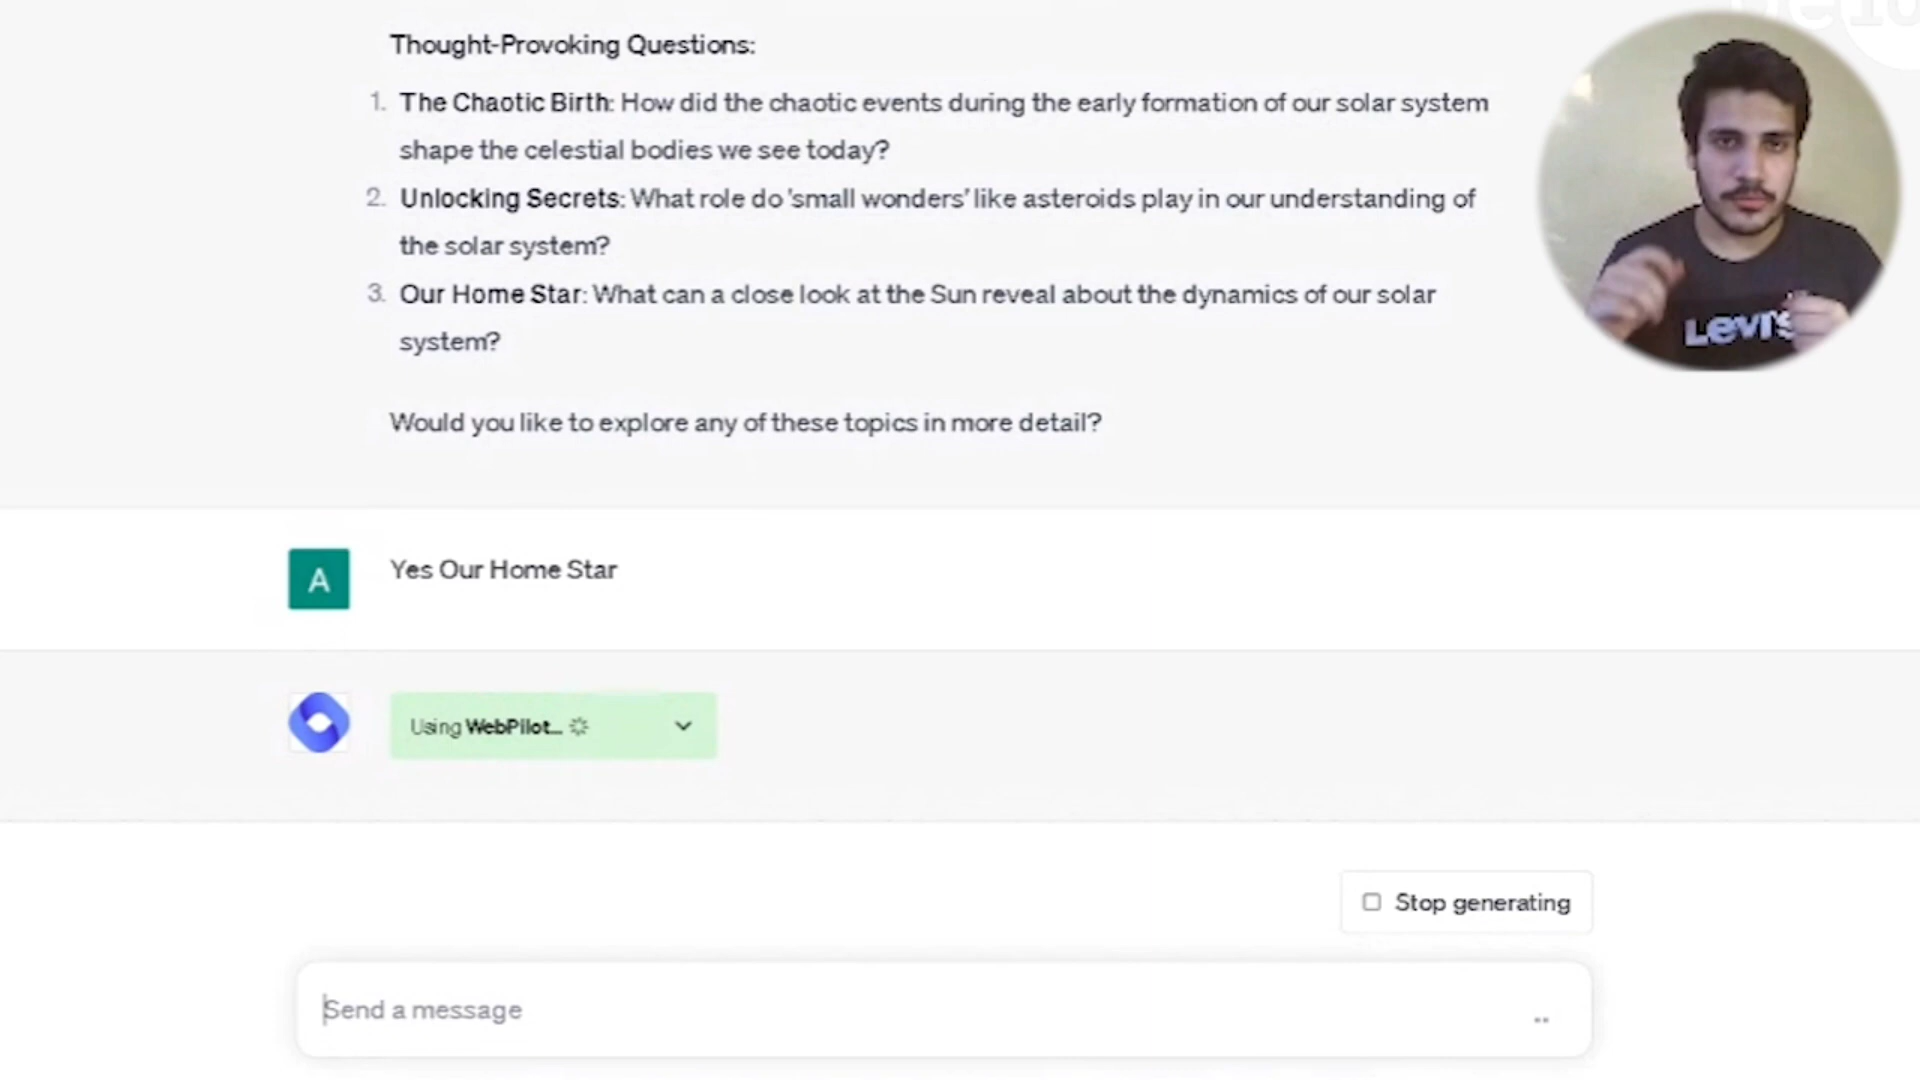 Thought-Provoking Questions:
1. The Chaotic Birth: How did the chaotic events during the early formation of our solar system
shape the celestial bodies we see today?
2. Unlocking Secrets: What role do 'small wonders' like asteroids play in our understanding of
the solar system?
3. Our Home Star: What can a close look at the Sun reveal about the dynamics of our solar
system?
Would you like to explore any of these topics in more detail?
Levi's
A
Yes Our Home Star
Using WebPilot...
Stop generating
Send a message